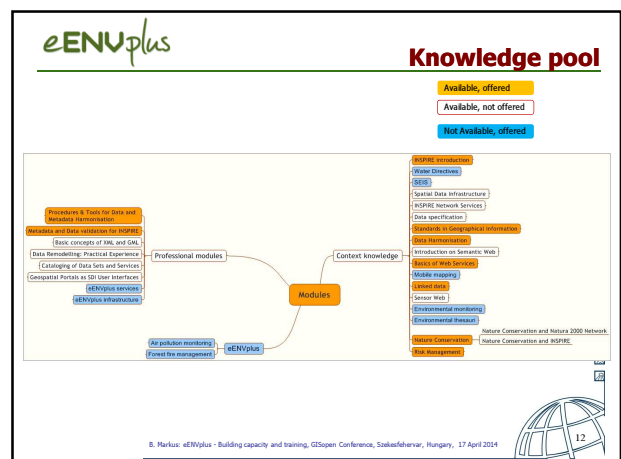 eENVplus
Knowledge pool
Available, offered
Available, not offered
Not Available, offered
Procedures & Tools for Data and
Metadata Harmonisation
Metadata and Data validation for INSPIRE
Basic concepts of XML and GML
Data Remodelling: Practical Experience
Cataloging of Data Sets and Services
Geospatial Portals as SDI User Interfaces
eENVplus services
eENVplus infrastructure
Professional modules
Air pollution monitoring
Forest fire management
eENVplus
Modules
Context knowledge
INSPIRE introduction
Water Directives
SEIS
Spatial Data Infrastructure
INSPIRE Network Services
Data specification
Standards in Geographical information
Data Harmonisation
Introduction on Semantic Web
Basics of Web Services
Mobile mapping
Linked data
Sensor Web
Environmental monitoring
Environmental thesauri
Nature Conservation
Nature Conservation and Natura 2000 Network
Nature Conservation and INSPIRE
Risk Management
B. Markus: eENVplus - Building capacity and training, GISopen Conference, Szekesfehervar, Hungary, 17 April 2014
12